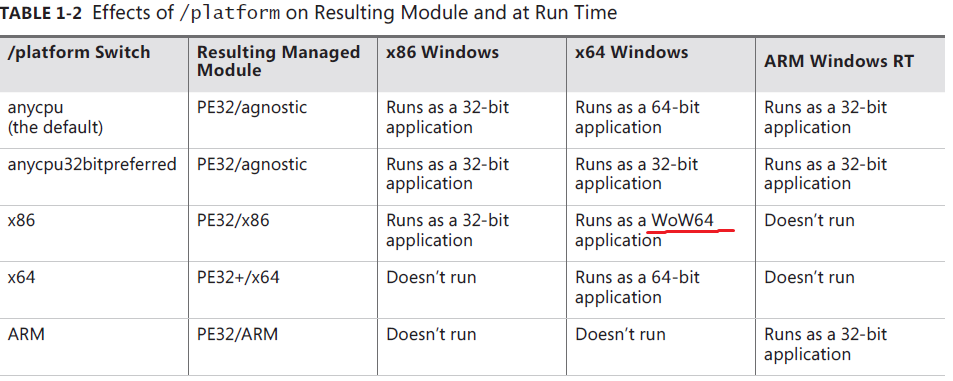 TABLE 1-2 Effects of /platform on Resulting Module and at Run Time
/platform Switch
Resulting Managed
Module
x86 Windows
x64 Windows
ARM Windows RT
anycpu
(the default)
PE32/agnostic
Runs as a 32-bit
application
Runs as a 64-bit
application
Runs as a 32-bit
application
anycpu32bitpreferred
PE32/agnostic
Runs as a 32-bit
application
Runs as a 32-bit
application
Runs as a 32-bit
application
x86
PE32/x86
Runs as a 32-bit
application
Runs as a WoW64
application
Doesn’t run
x64
PE32+/x64
Doesn’t run
Runs as a 64-bit
application
Doesn’t run
ARM
PE32/ARM
Doesn’t run
Doesn’t run
Runs as a 32-bit
application